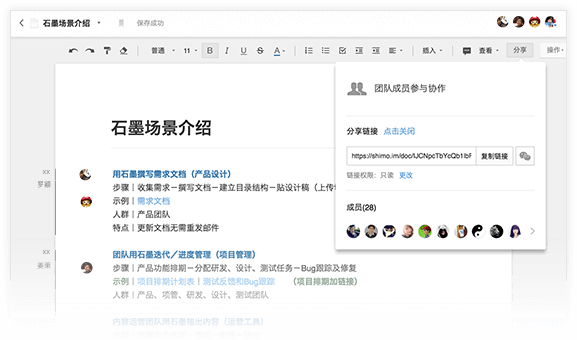 石墨场景介绍
保存成功
普通
11
B I U S A
插入
查看
分享
操作
团队成员参与协作
分享链接 点击关闭
https://shimo.im/doc/lJCNpcTbYcQb1lbF
复制链接
链接权限: 只读 更改
成员(28)
石墨场景介绍
XX
罗颖
用石墨撰写需求文档（产品设计）
步骤｜收集需求－撰写文档－建立目录结构－贴设计稿（上传
示例｜需求文档
人群｜产品团队
特点｜更新文档无需重发邮件
XX
团队用石墨迭代／进度管理（项目管理）
步骤｜产品功能排期－分配研发、设计、测试任务－Bug跟踪及修复
示例｜项目排期计划表｜测试反馈和Bug跟踪 （项目排期加链接）
人群｜产品、项管、研发、设计、测试团队
内容运营团队用石墨输出内容（运营工具）